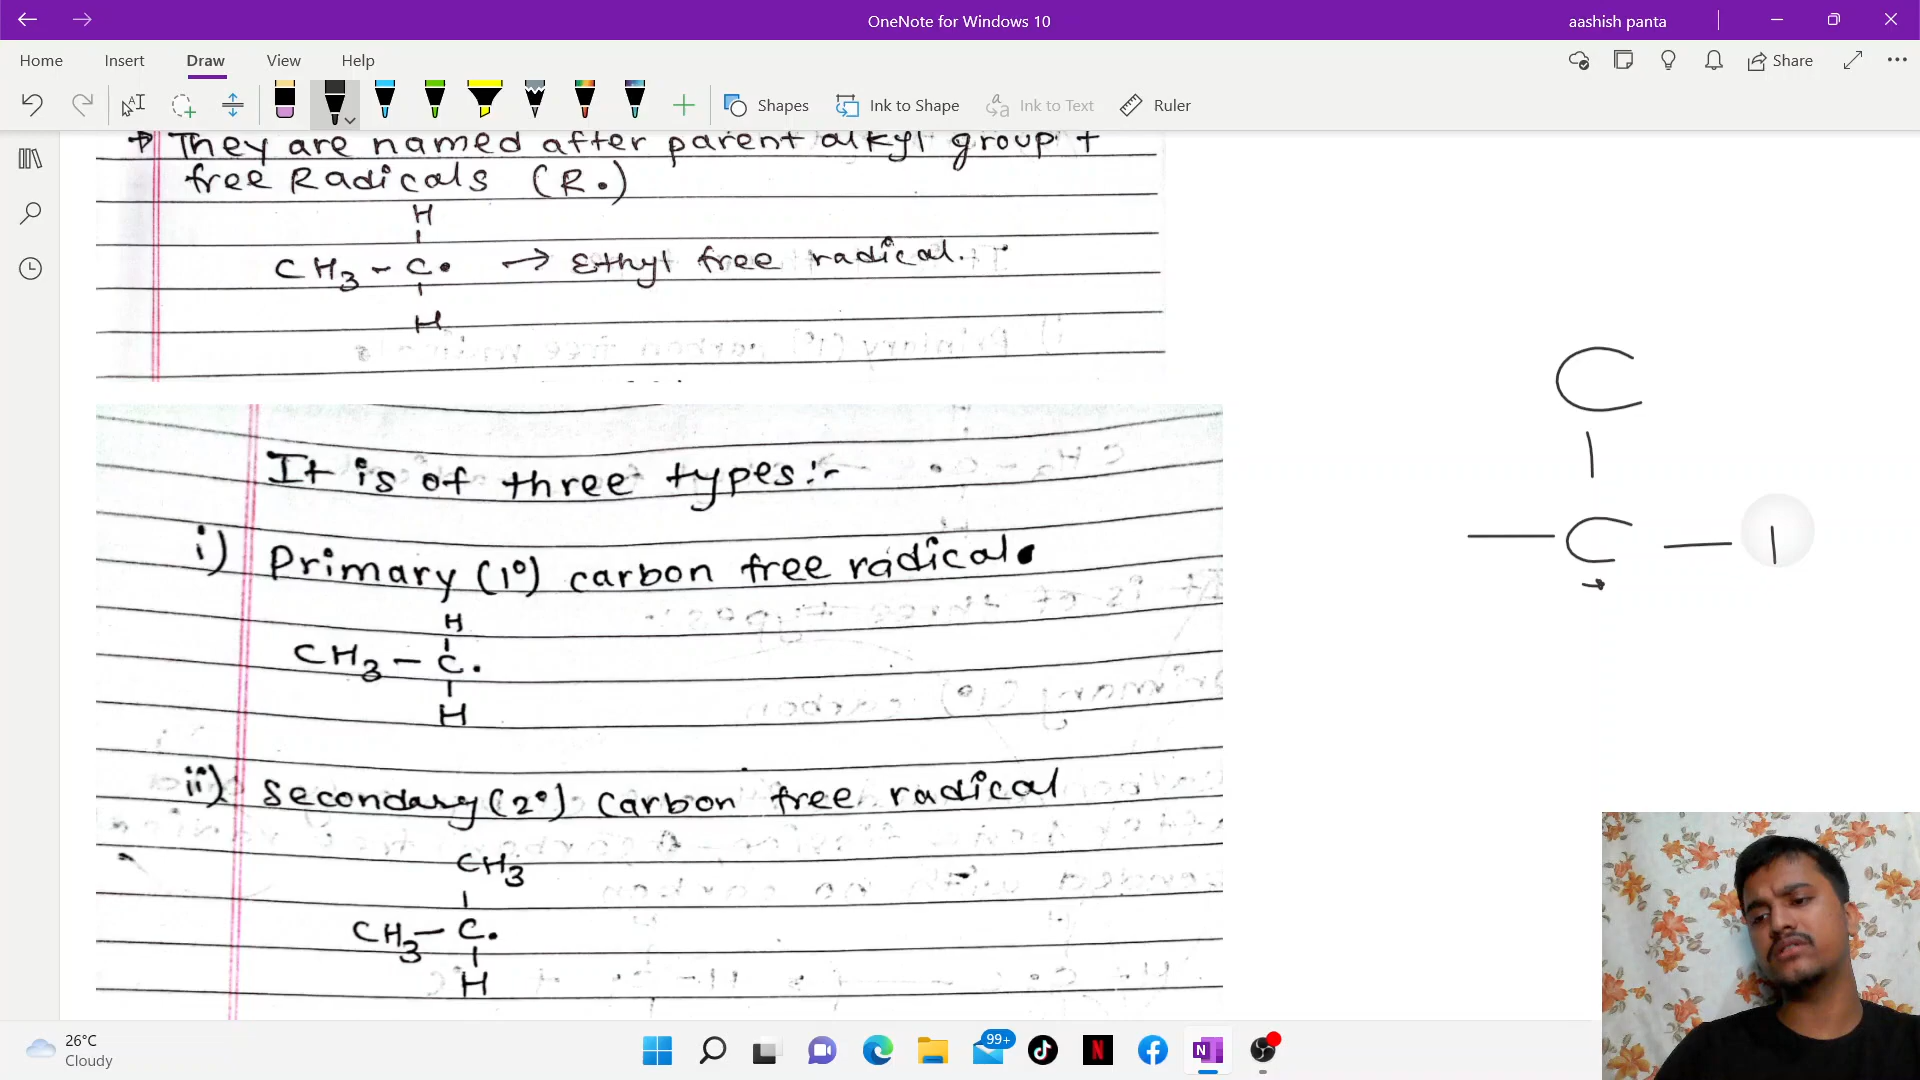 OneNote for Windows 10
aashish panta
Home Insert Draw View Help
Share
Shapes Ink to Shape Ink to Text Ruler
→ They are named after parent alkyl group +
free Radicals (R•)
H
CH3 - C• → Ethyl free radical.
H
It is of three types:-
i) Primary (1°) carbon free radical•
H
CH3 - C•
H
ii) Secondary (2°) carbon free radical
CH3
CH3 - C•
H
C
C
26°C
Cloudy
99+